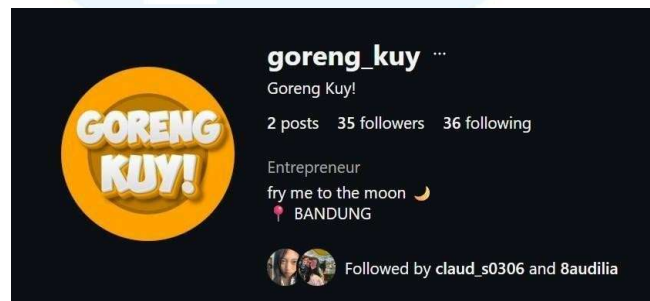 GORENG
KUY!
goreng_kuy ...
Goreng Kuy!
2 posts 35 followers 36 following
Entrepreneur
fry me to the moon 🌙
📍 BANDUNG
Followed by claud_s0306 and 8audilia